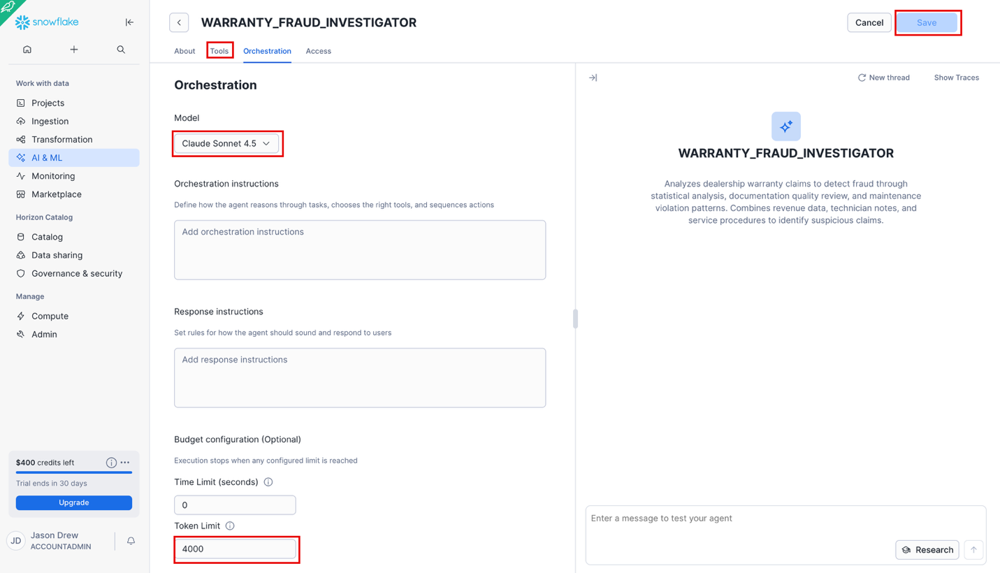 snowflake
Work with data
Projects
Ingestion
Transformation
AI & ML
Monitoring
Marketplace
Horizon Catalog
Catalog
Data sharing
Governance & security
Manage
Compute
Admin
$400 credits left
Trial ends in 30 days
Upgrade
JD
Jason Drew
ACCOUNTADMIN
WARRANTY_FRAUD_INVESTIGATOR
Cancel
Save
About
Tools
Orchestration
Access
Orchestration
Model
Claude Sonnet 4.5
Orchestration instructions
Define how the agent reasons through tasks, chooses the right tools, and sequences actions
Add orchestration instructions
Response instructions
Set rules for how the agent should sound and respond to users
Add response instructions
Budget configuration (Optional)
Execution stops when any configured limit is reached
Time Limit (seconds)
0
Token Limit
4000
New thread
Show Traces
WARRANTY_FRAUD_INVESTIGATOR
Analyzes dealership warranty claims to detect fraud through
statistical analysis, documentation quality review, and maintenance
violation patterns. Combines revenue data, technician notes, and
service procedures to identify suspicious claims.
Enter a message to test your agent
Research